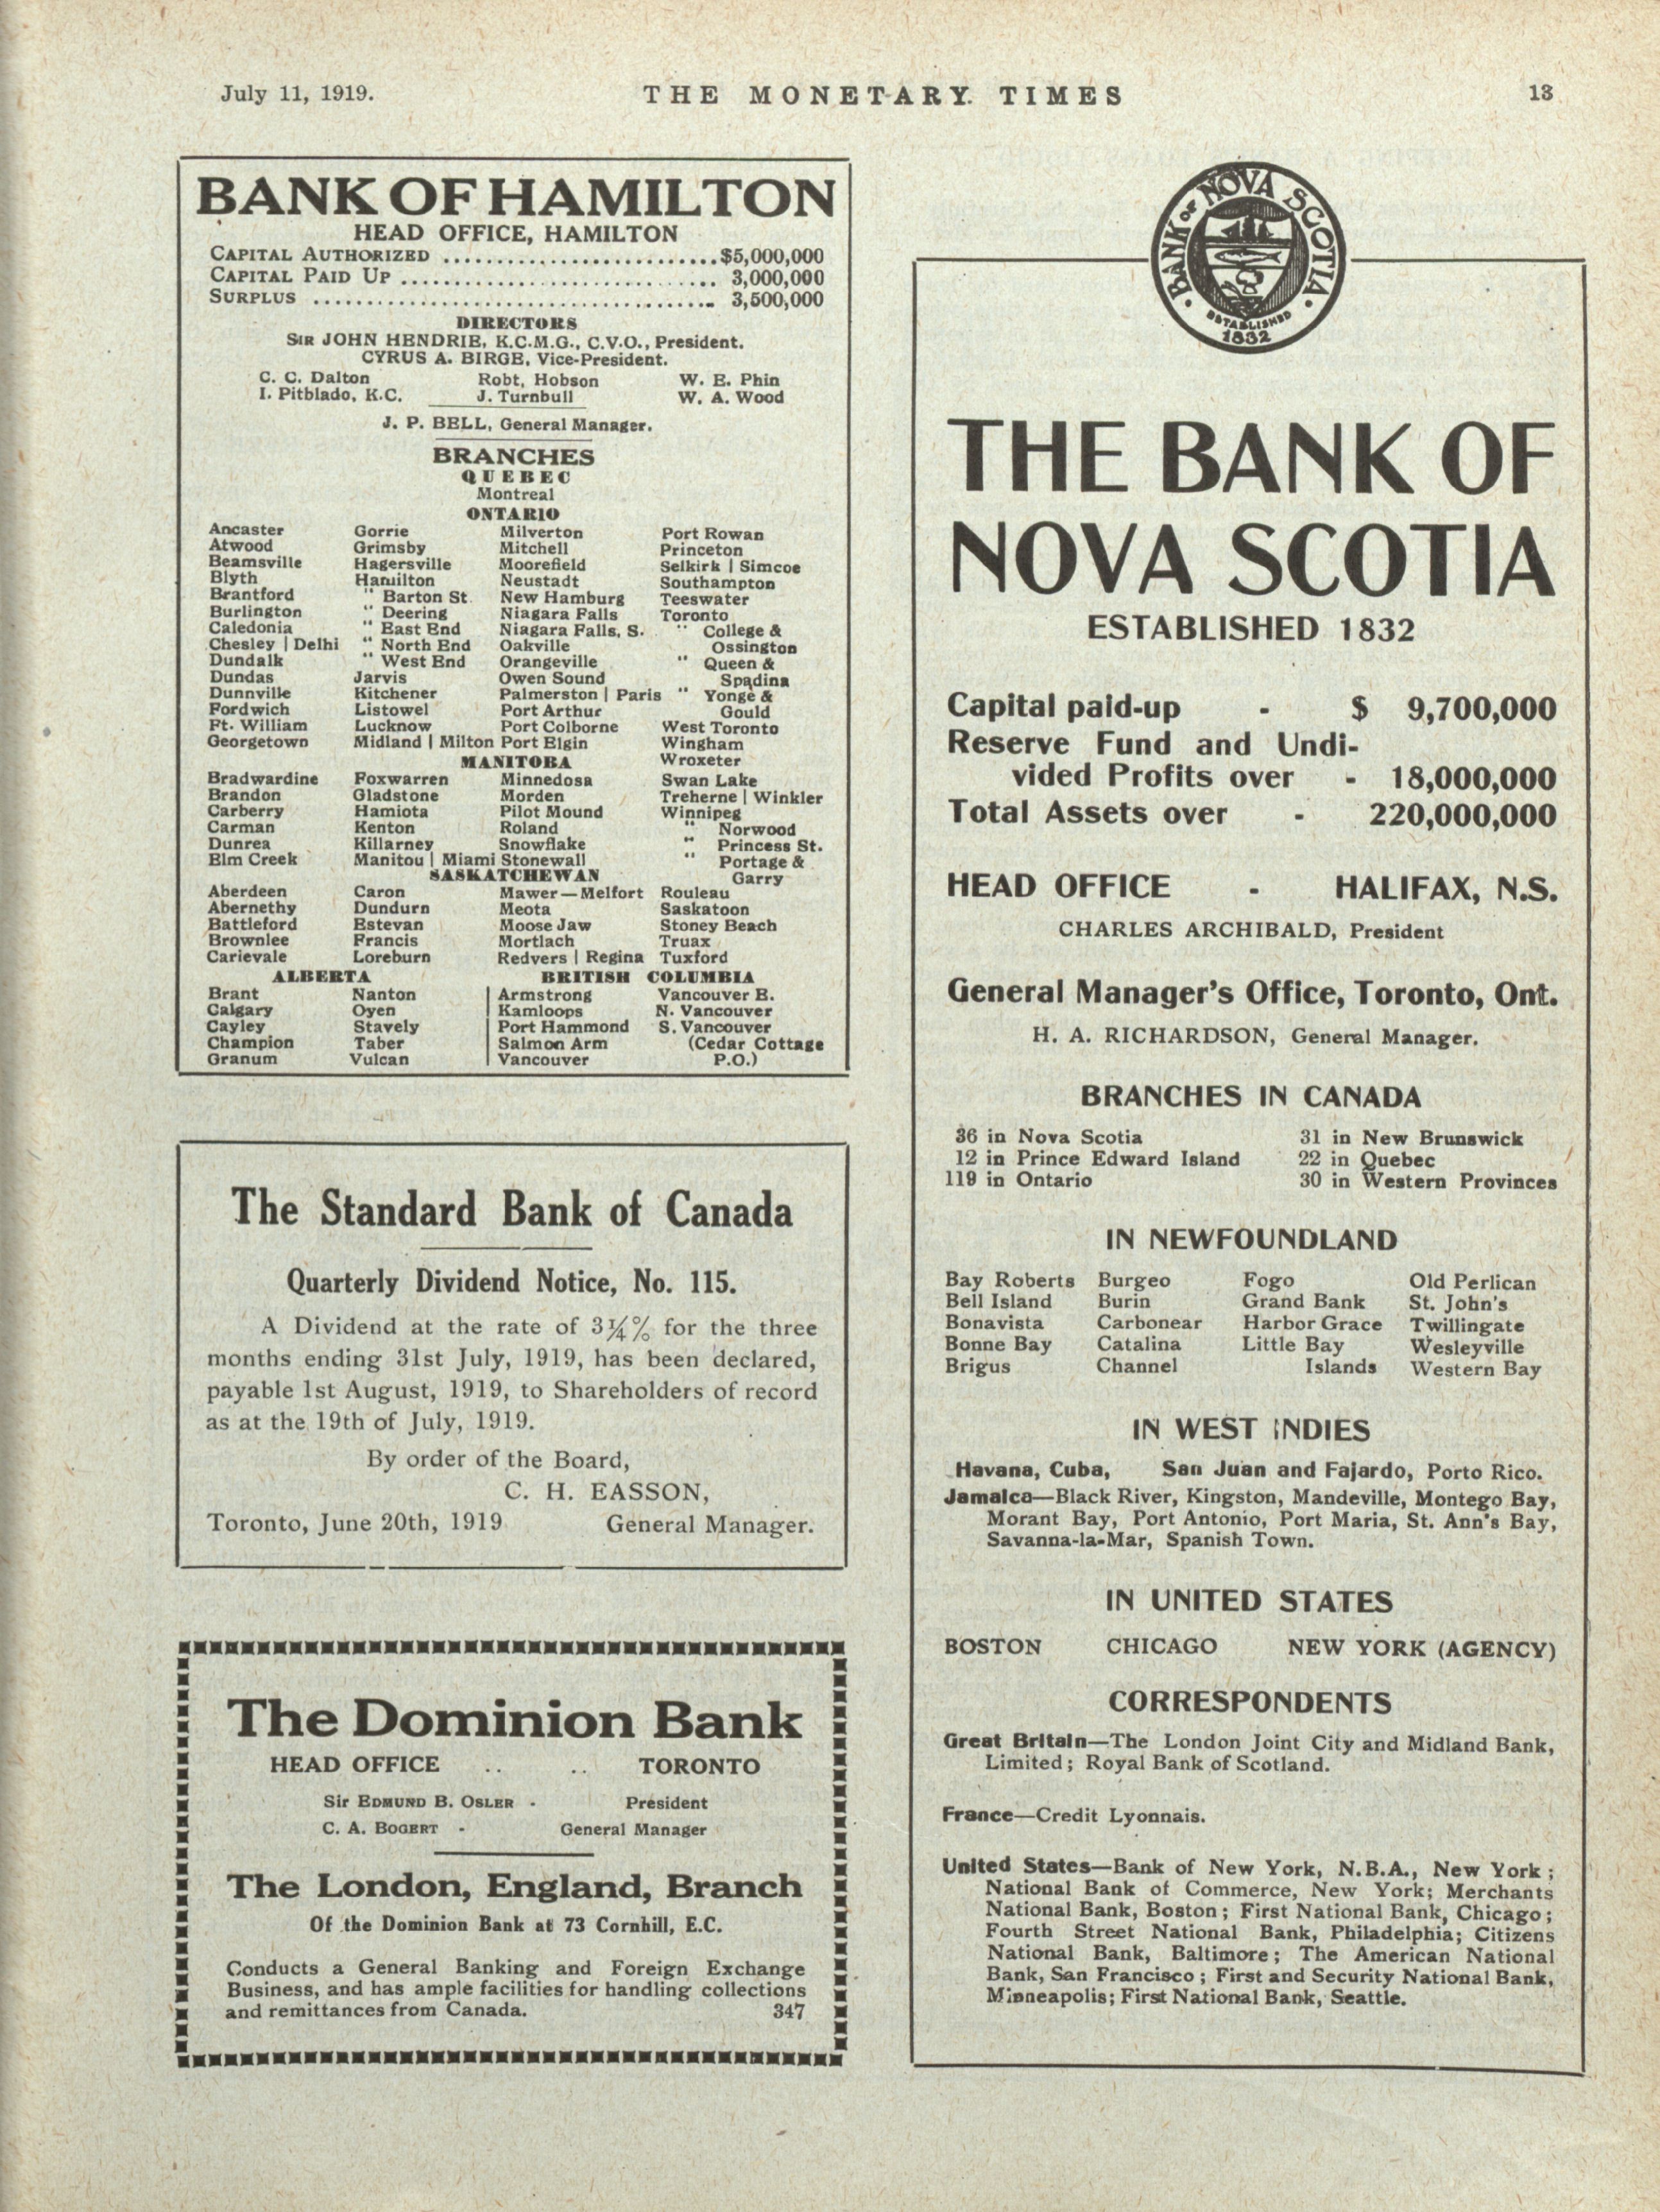 July 11, 1919.
THE MONETARY TIMES
13
BANK OF HAMILTON
HEAD OFFICE, HAMILTON
CAPITAL AUTHORIZED ..........................$5,000,000
CAPITAL PAID UP .............................. 3,000,000
SURPLUS ...................................... 3,500,000
DIRECTORS
SIR JOHN HENDRIE, K.C.M.G., C.V.O., President.
CYRUS A. BIRGE, Vice-President.
C. C. Dalton Robt, Hobson W. E. Phin
I. Pitblado, K.C. J. Turnbull W. A. Wood
J. P. BELL, General Manager.
BRANCHES
QUEBEC
Montreal
ONTARIO
Ancaster Gorrie Milverton Port Rowan
Atwood Grimsby Mitchell Princeton
Beamsville Hagersville Moorefield Selkirk | Simcoe
Blyth Hamilton Neustadt Southampton
Brantford " Barton St. New Hamburg Teeswater
Burlington " Deering Niagara Falls Toronto
Caledonia " East End Niagara Falls, S. " College &
Chesley | Delhi " North End Oakville Ossington
Dundalk " West End Orangeville " Queen &
Dundas Jarvis Owen Sound Spadina
Dunnville Kitchener Palmerston | Paris " Yonge &
Fordwich Listowel Port Arthur Gould
Ft. William Lucknow Port Colborne West Toronto
Georgetown Midland | Milton Port Elgin Wingham
MANITOBA Wroxeter
Bradwardine Foxwarren Minnedosa Swan Lake
Brandon Gladstone Morden Treherne | Winkler
Carberry Hamiota Pilot Mound Winnipeg
Carman Kenton Roland " Norwood
Dunrea Killarney Snowflake " Princess St.
Elm Creek Manitou | Miami Stonewall " Portage &
SASKATCHEWAN Garry
Aberdeen Caron Mawer—Melfort Rouleau
Abernethy Dundurn Meota Saskatoon
Battleford Estevan Moose Jaw Stoney Beach
Brownlee Francis Mortlach Truax
Carievale Loreburn Redvers | Regina Tuxford
ALBERTA BRITISH COLUMBIA
Brant Nanton Armstrong Vancouver E.
Calgary Oyen Kamloops N. Vancouver
Cayley Stavely Port Hammond S. Vancouver
Champion Taber Salmon Arm (Cedar Cottage
Granum Vulcan Vancouver P.O.)
The Standard Bank of Canada
Quarterly Dividend Notice, No. 115.
A Dividend at the rate of 3¼% for the three
months ending 31st July, 1919, has been declared,
payable 1st August, 1919, to Shareholders of record
as at the 19th of July, 1919.
By order of the Board,
C. H. EASSON,
Toronto, June 20th, 1919 General Manager.
The Dominion Bank
HEAD OFFICE .. .. TORONTO
Sir EDMUND B. OSLER - President
C. A. BOGERT - General Manager
The London, England, Branch
Of the Dominion Bank at 73 Cornhill, E.C.
Conducts a General Banking and Foreign Exchange
Business, and has ample facilities for handling collections
and remittances from Canada. 347
BANK OF NOVA SCOTIA
ESTABLISHED
1832
THE BANK OF
NOVA SCOTIA
ESTABLISHED 1832
Capital paid-up - $ 9,700,000
Reserve Fund and Undi-
vided Profits over - 18,000,000
Total Assets over - 220,000,000
HEAD OFFICE - HALIFAX, N.S.
CHARLES ARCHIBALD, President
General Manager's Office, Toronto, Ont.
H. A. RICHARDSON, General Manager.
BRANCHES IN CANADA
36 in Nova Scotia 31 in New Brunswick
12 in Prince Edward Island 22 in Quebec
119 in Ontario 30 in Western Provinces
IN NEWFOUNDLAND
Bay Roberts Burgeo Fogo Old Perlican
Bell Island Burin Grand Bank St. John's
Bonavista Carbonear Harbor Grace Twillingate
Bonne Bay Catalina Little Bay Wesleyville
Brigus Channel Islands Western Bay
IN WEST INDIES
Havana, Cuba, San Juan and Fajardo, Porto Rico.
Jamaica—Black River, Kingston, Mandeville, Montego Bay,
Morant Bay, Port Antonio, Port Maria, St. Ann's Bay,
Savanna-la-Mar, Spanish Town.
IN UNITED STATES
BOSTON CHICAGO NEW YORK (AGENCY)
CORRESPONDENTS
Great Britain—The London Joint City and Midland Bank,
Limited; Royal Bank of Scotland.
France—Credit Lyonnais.
United States—Bank of New York, N.B.A., New York;
National Bank of Commerce, New York; Merchants
National Bank, Boston; First National Bank, Chicago;
Fourth Street National Bank, Philadelphia; Citizens
National Bank, Baltimore; The American National
Bank, San Francisco; First and Security National Bank,
Minneapolis; First National Bank, Seattle.